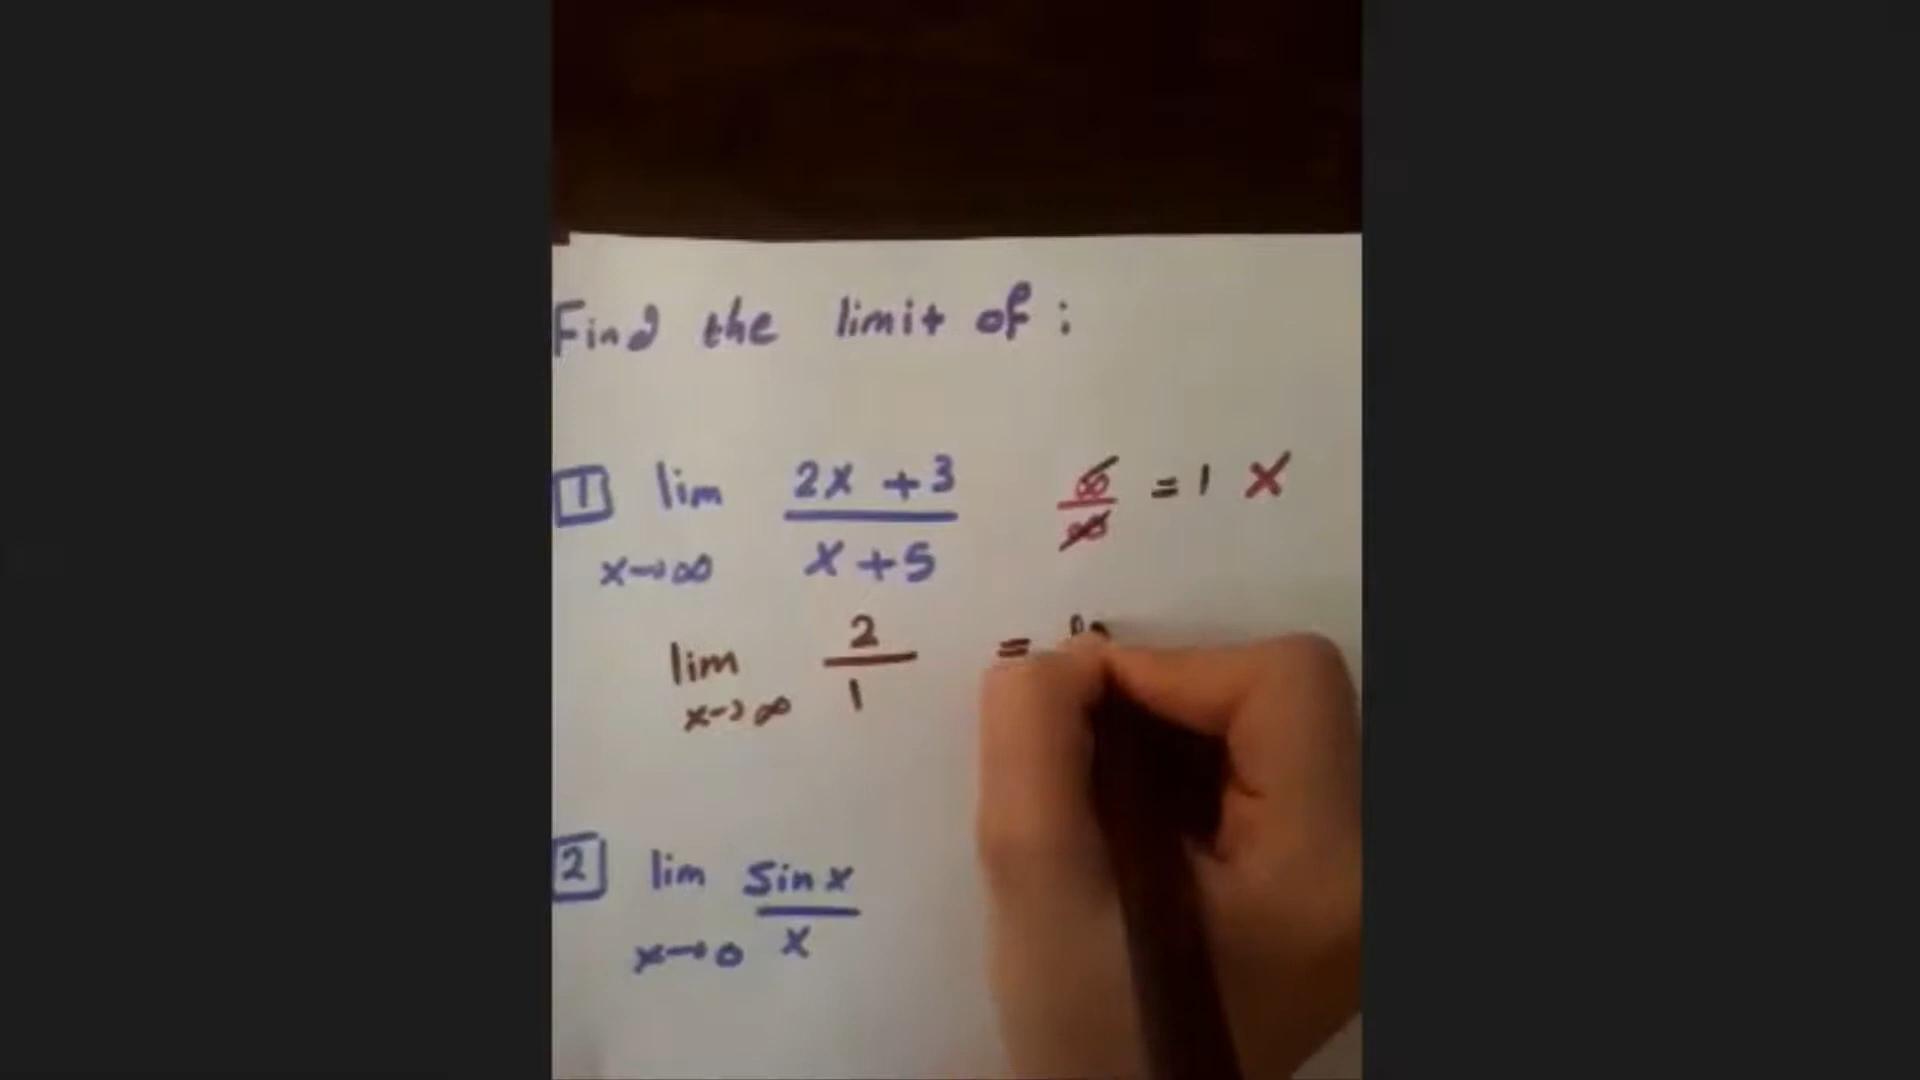 Find the limit of :
1 lim 2x + 3 ∞ = 1 X
x→∞ x + 5 ∞
lim 2 =
x→∞ 1
2 lim sin x
x→0 x